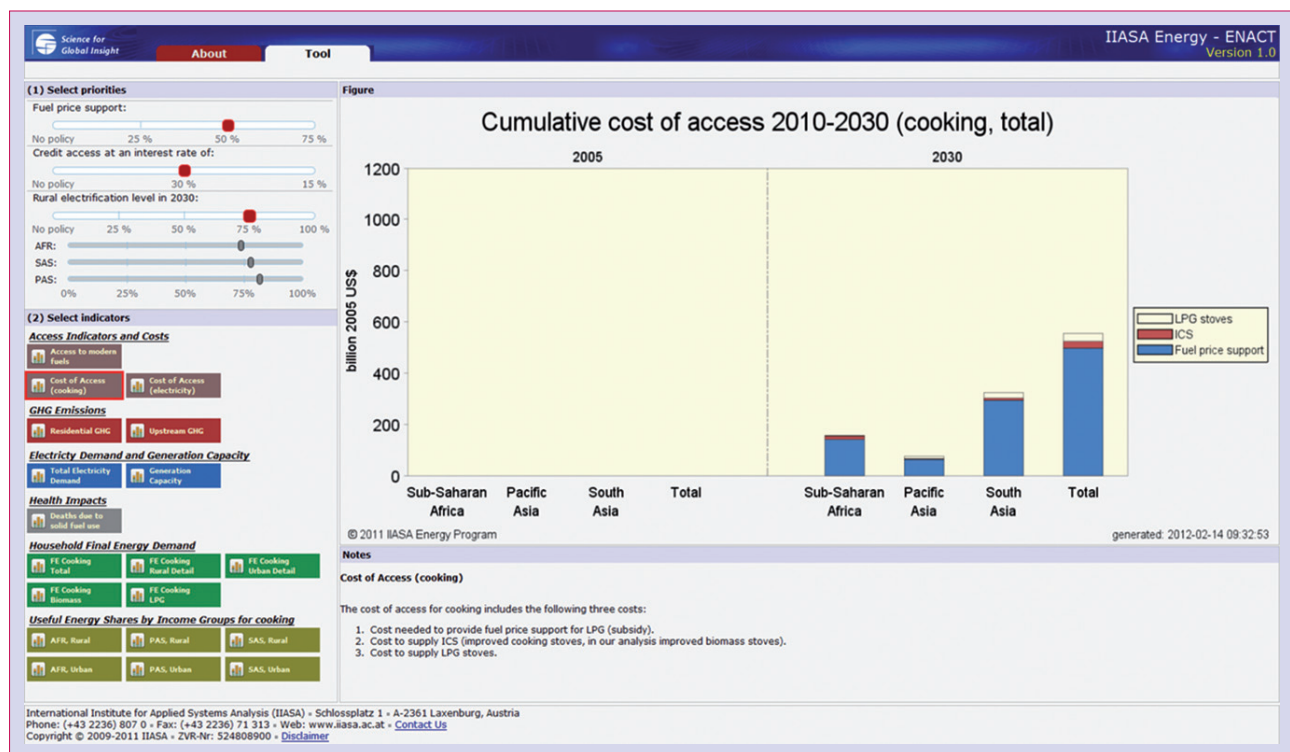 Science for
Global Insight
About
Tool
IIASA Energy - ENACT
Version 1.0
(1) Select priorities
Fuel price support:
No policy 25 % 50 % 75 %
Credit access at an interest rate of:
No policy 30 % 15 %
Rural electrification level in 2030:
No policy 25 % 50 % 75 % 100 %
AFR:
SAS:
PAS:
0% 25% 50% 75% 100%
(2) Select indicators
Access Indicators and Costs
Access to modern
fuels
Cost of Access
(cooking)
Cost of Access
(electricity)
GHG Emissions
Residential GHG
Upstream GHG
Electricty Demand and Generation Capacity
Total Electricity
Demand
Generation
Capacity
Health Impacts
Deaths due to
solid fuel use
Household Final Energy Demand
FE Cooking
Total
FE Cooking
Rural Detail
FE Cooking
Urban Detail
FE Cooking
Biomass
FE Cooking
LPG
Useful Energy Shares by Income Groups for cooking
AFR, Rural
PAS, Rural
SAS, Rural
AFR, Urban
PAS, Urban
SAS, Urban
Figure
Cumulative cost of access 2010-2030 (cooking, total)
2005
2030
billion 2005 US$
1200
1000
800
600
400
200
0
Sub-Saharan
Africa
Pacific
Asia
South
Asia
Total
Sub-Saharan
Africa
Pacific
Asia
South
Asia
Total
LPG stoves
ICS
Fuel price support
© 2011 IIASA Energy Program
generated: 2012-02-14 09:32:53
Notes
Cost of Access (cooking)
The cost of access for cooking includes the following three costs:
1. Cost needed to provide fuel price support for LPG (subsidy).
2. Cost to supply ICS (improved cooking stoves, in our analysis improved biomass stoves).
3. Cost to supply LPG stoves.
International Institute for Applied Systems Analysis (IIASA) - Schlossplatz 1 - A-2361 Laxenburg, Austria
Phone: (+43 2236) 807 0 - Fax: (+43 2236) 71 313 - Web: www.iiasa.ac.at - Contact Us
Copyright © 2009-2011 IIASA - ZVR-Nr: 524808900 - Disclaimer